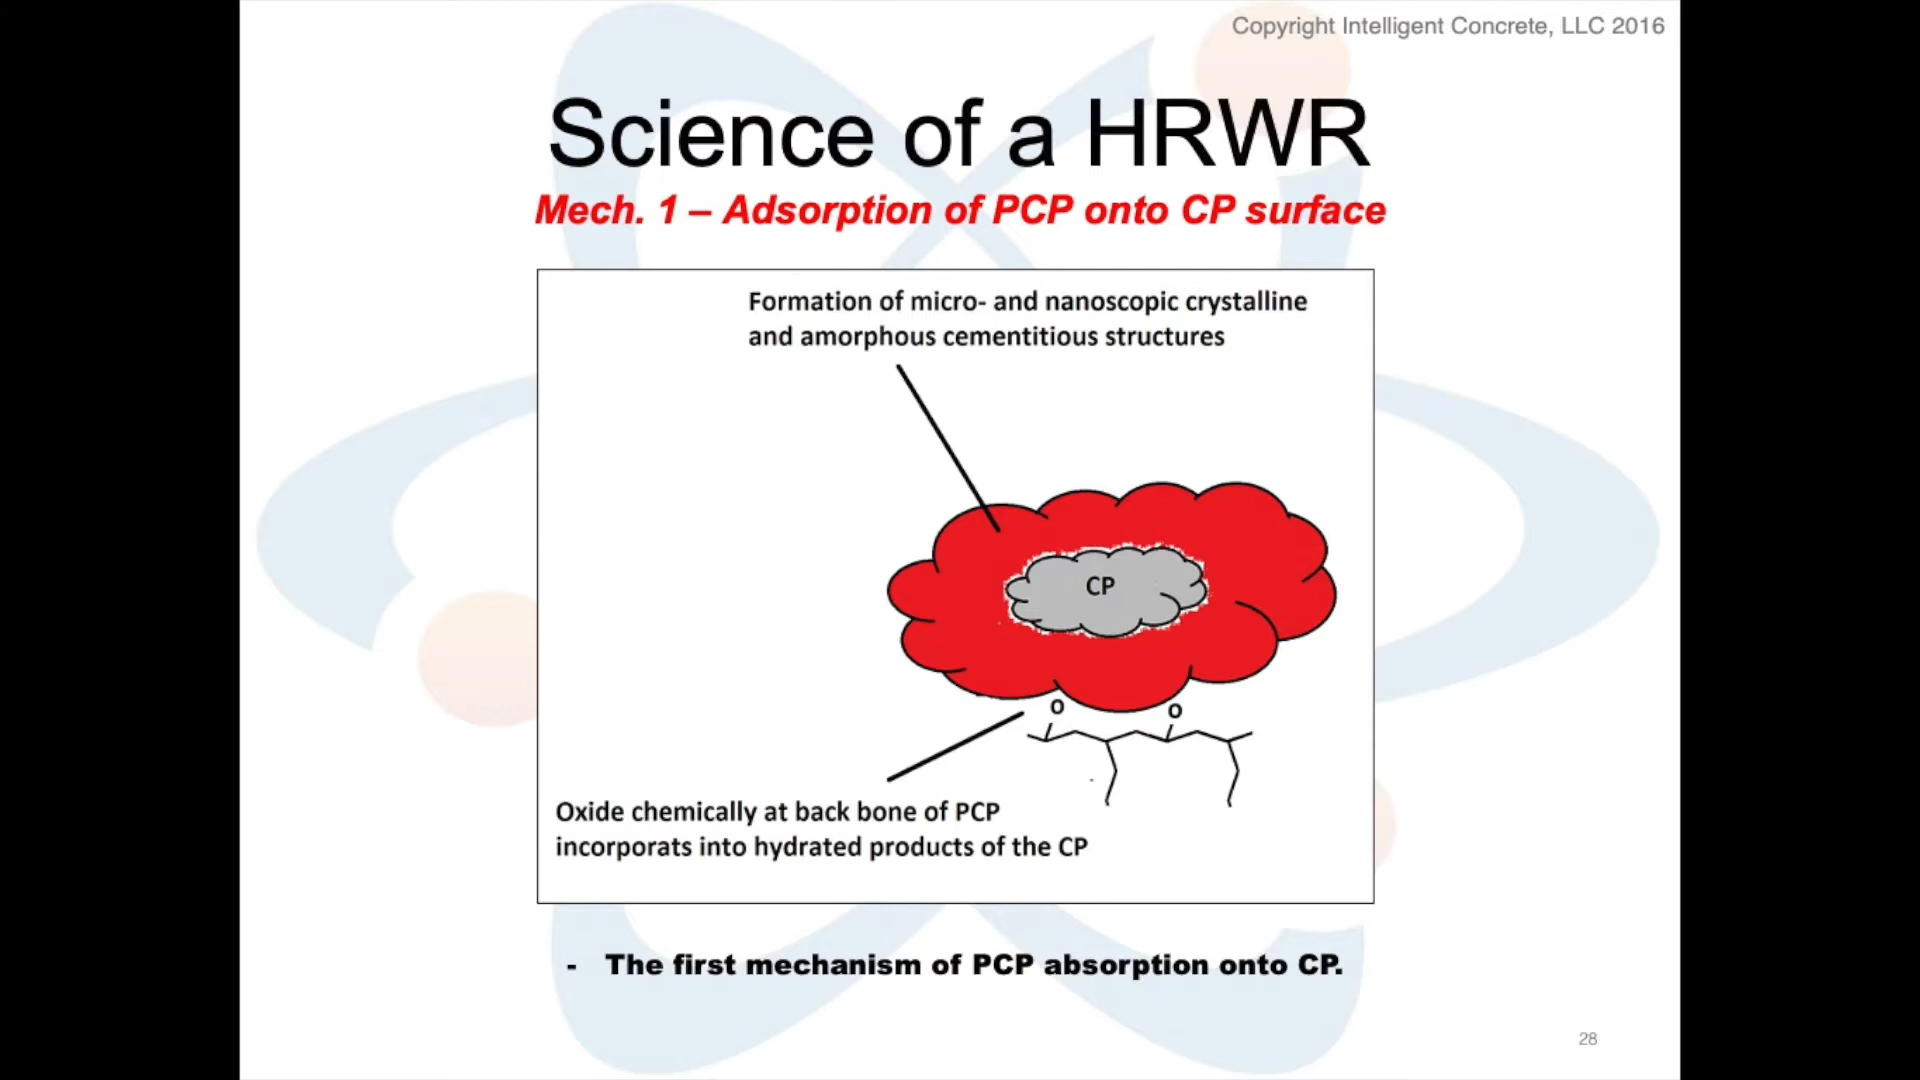 Copyright Intelligent Concrete, LLC 2016
Science of a HRWR
Mech. 1 – Adsorption of PCP onto CP surface
Formation of micro- and nanoscopic crystalline
and amorphous cementitious structures
CP
O
O
Oxide chemically at back bone of PCP
incorporats into hydrated products of the CP
- The first mechanism of PCP absorption onto CP.
28